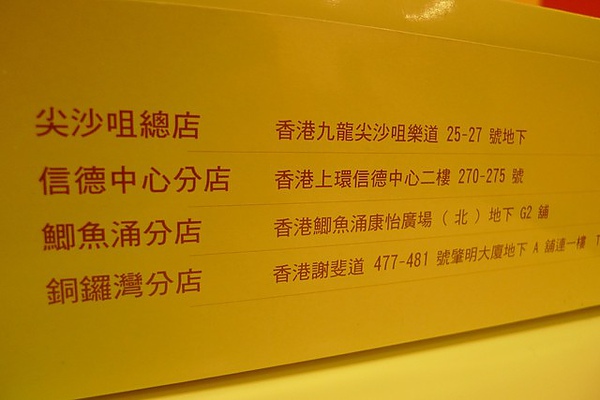 尖沙咀總店 香港九龍尖沙咀樂道 25-27 號地下
信德中心分店 香港上環信德中心二樓 270-275 號
鰂魚涌分店 香港鰂魚涌康怡廣場 ( 北 ) 地下 G2 舖
銅鑼灣分店 香港謝斐道 477-481 號肇明大廈地下 A 舖連一樓 T